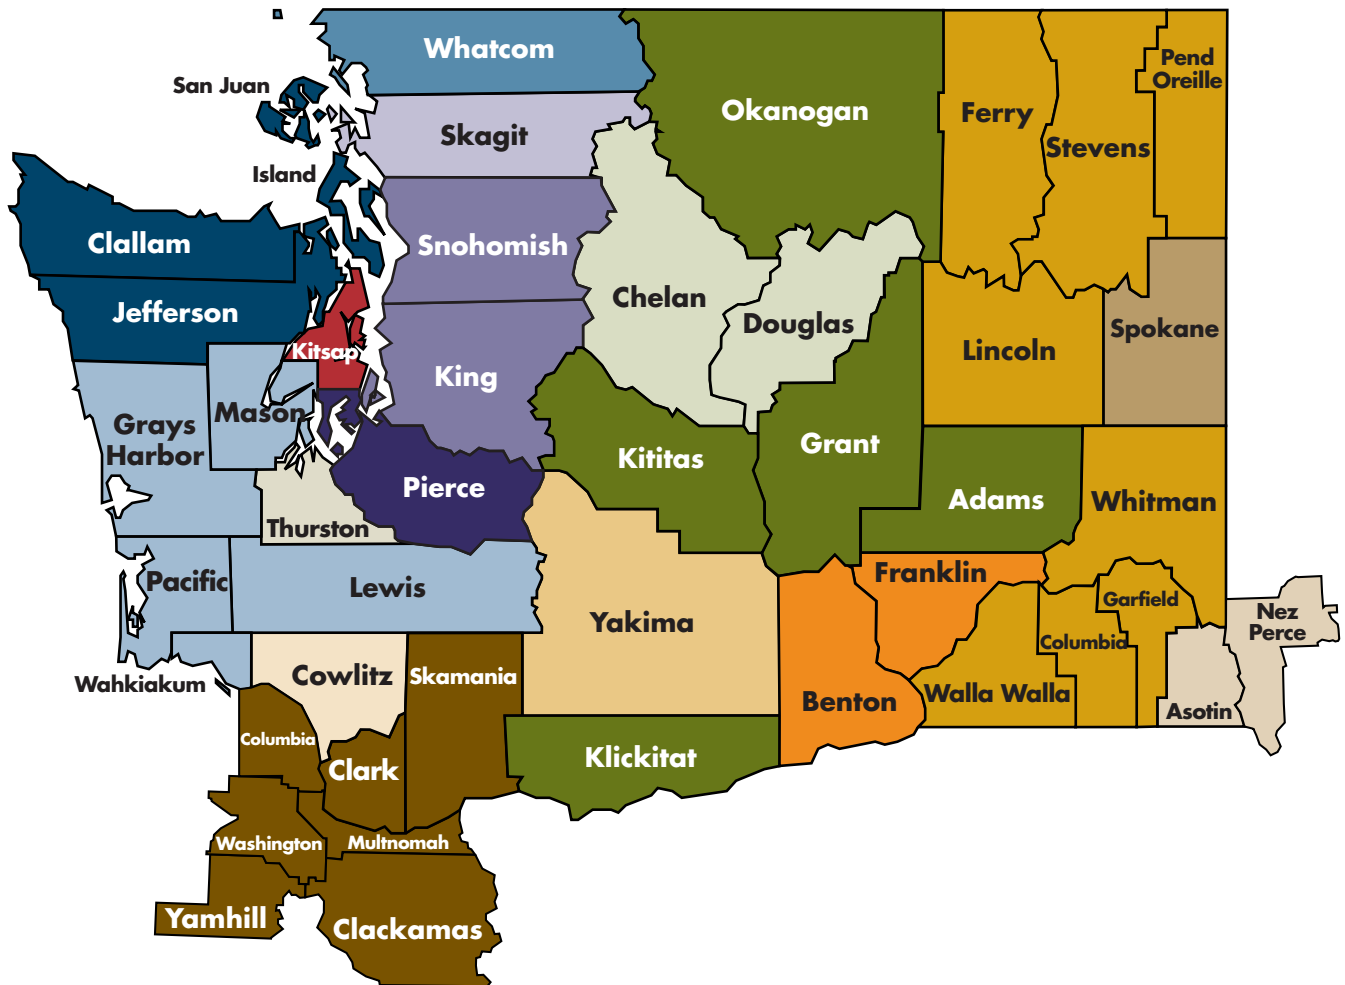 Whatcom
San Juan
Skagit
Island
Okanogan
Ferry
Stevens
Pend
Oreille
Clallam
Snohomish
Jefferson
Chelan
Douglas
Lincoln
Spokane
Kitsap
King
Mason
Grays
Harbor
Kititas
Grant
Pierce
Adams
Whitman
Thurston
Pacific
Lewis
Yakima
Franklin
Garfield
Nez
Perce
Columbia
Wahkiakum
Cowlitz
Skamania
Benton
Walla Walla
Asotin
Columbia
Clark
Klickitat
Washington
Multnomah
Yamhill
Clackamas